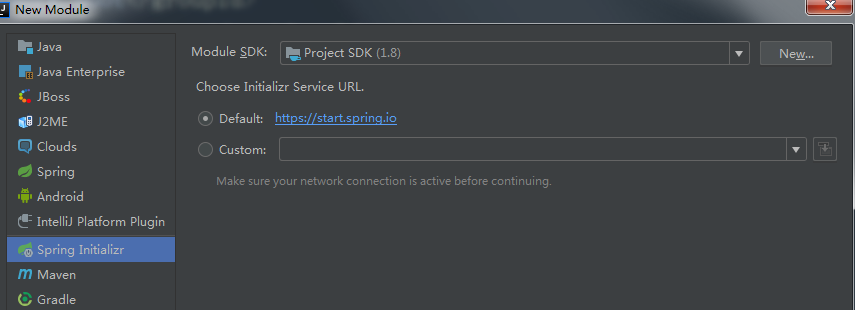 New Module
Java
Java Enterprise
JBoss
J2ME
Clouds
Spring
Android
IntelliJ Platform Plugin
Spring Initializr
Maven
Gradle
Module SDK: Project SDK (1.8) New...
Choose Initializr Service URL.
Default: https://start.spring.io
Custom:
Make sure your network connection is active before continuing.